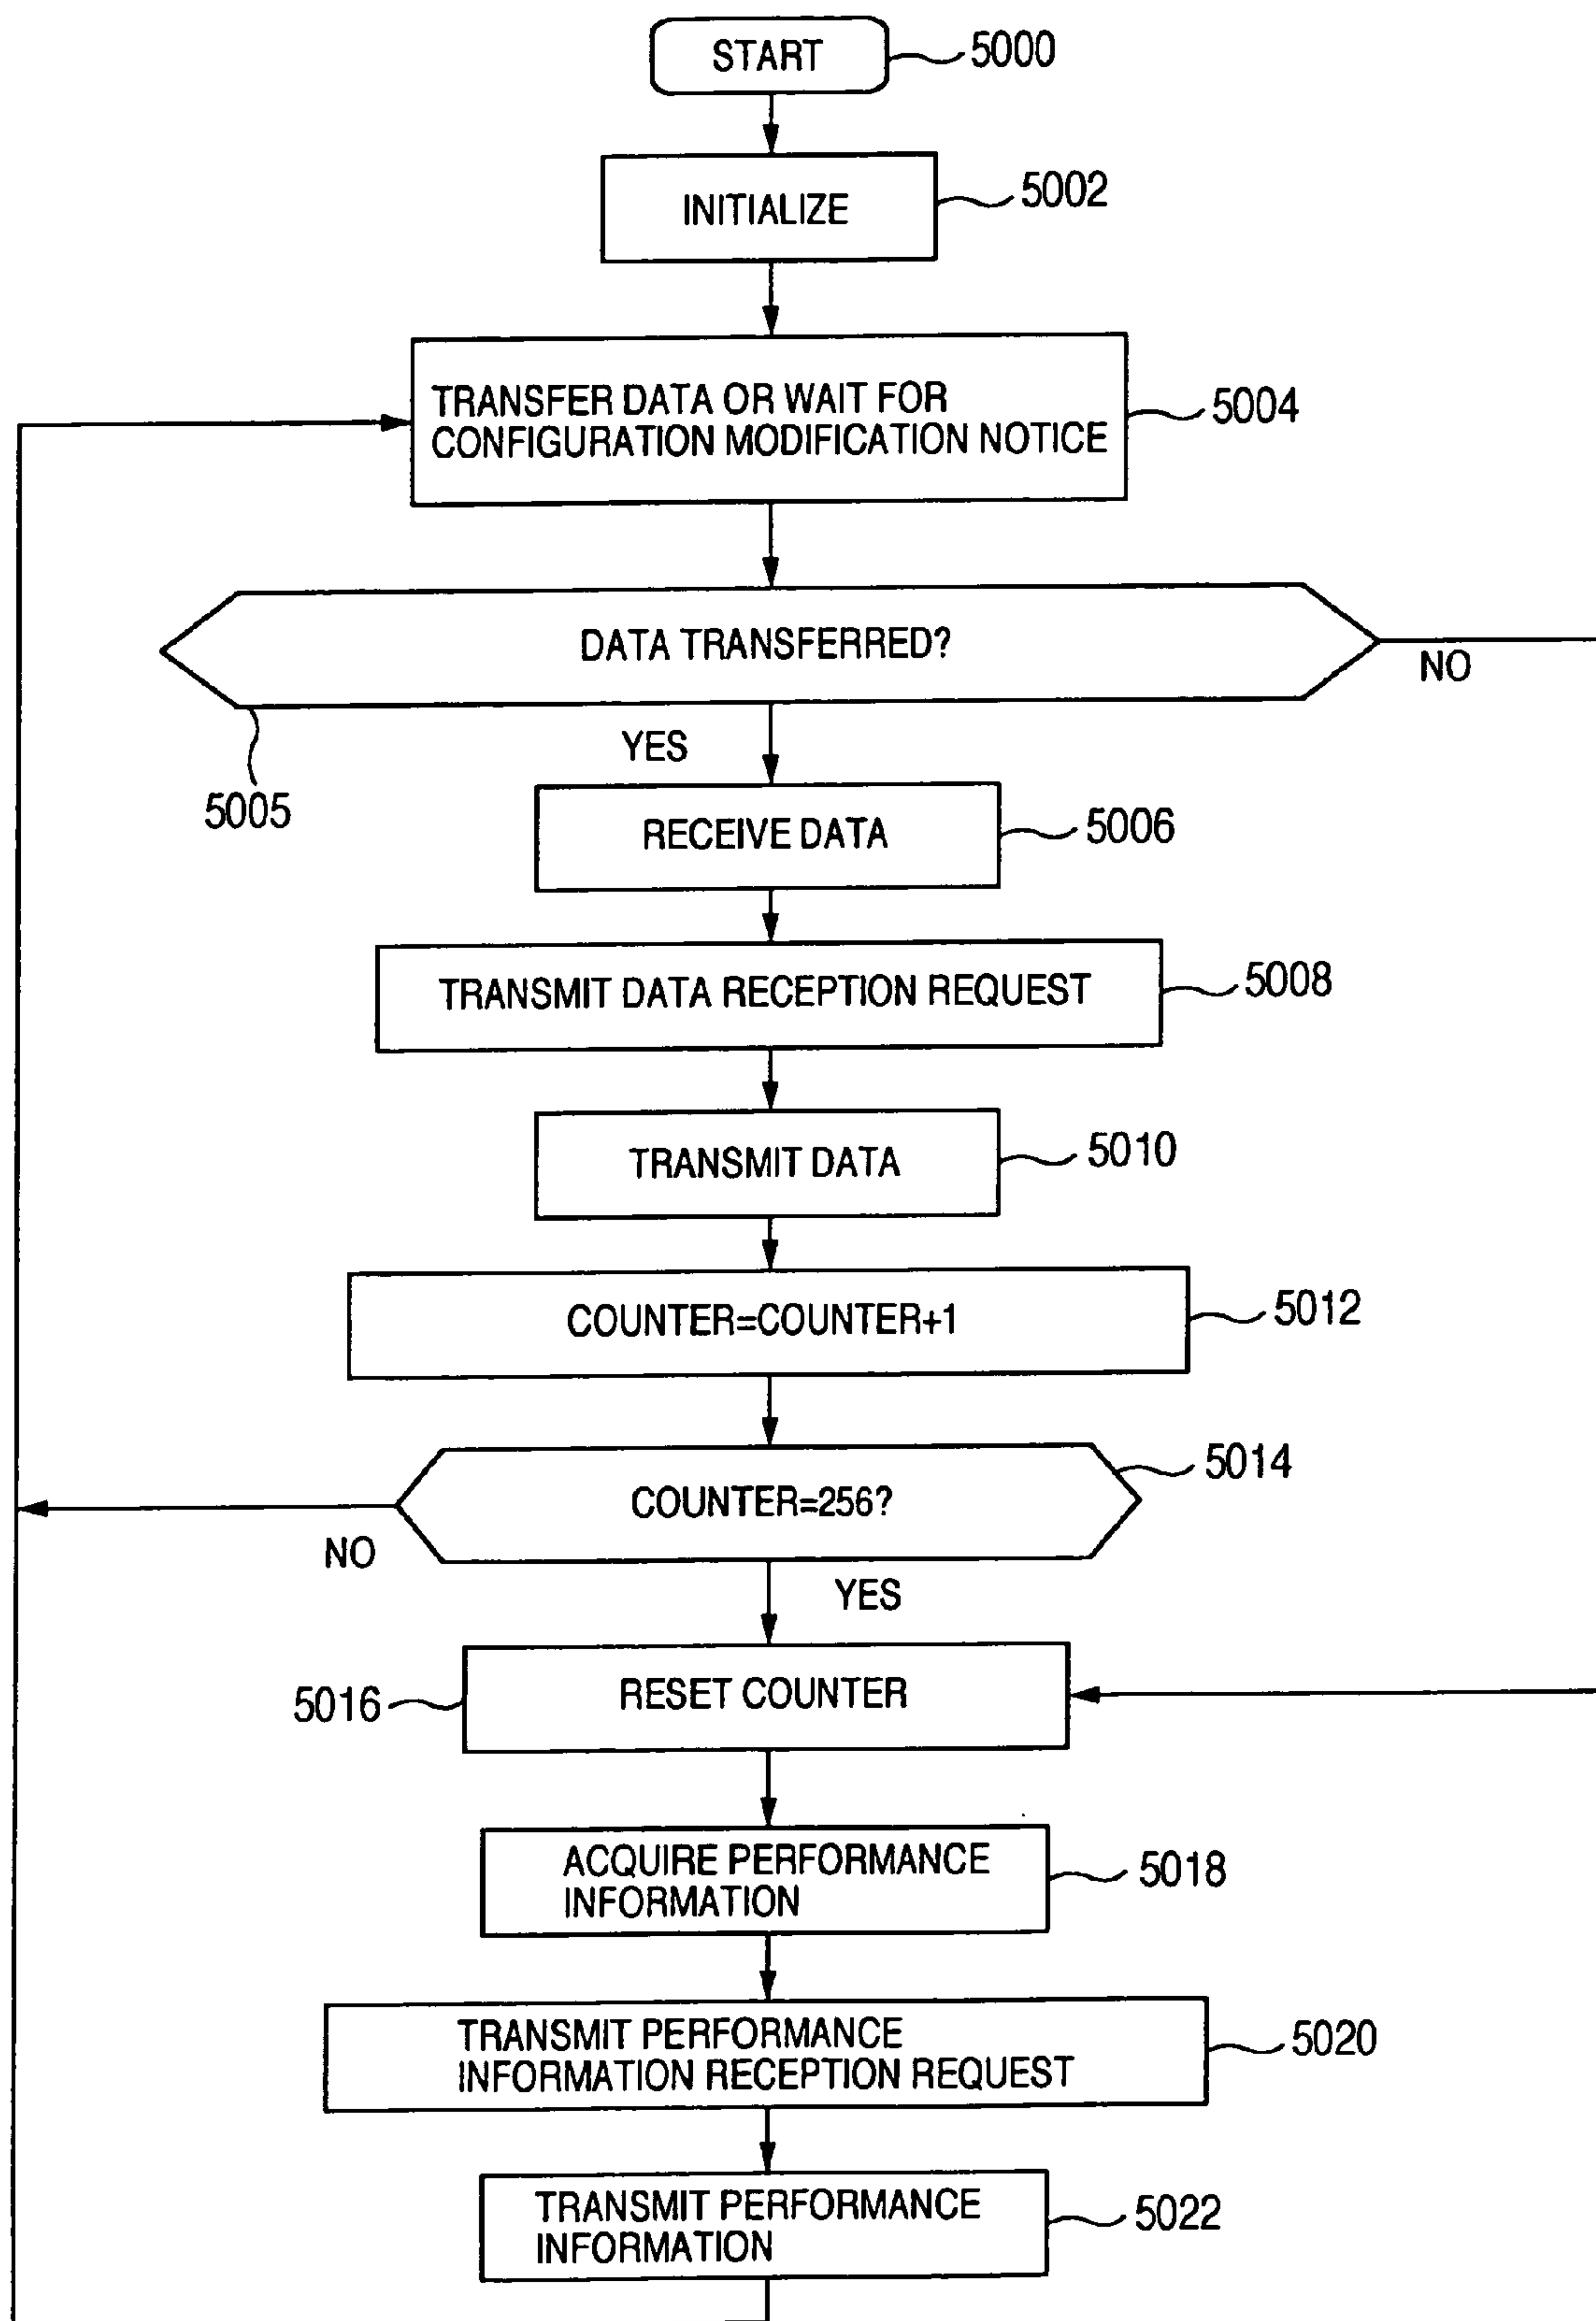 START
5000
INITIALIZE
5002
TRANSFER DATA OR WAIT FOR
CONFIGURATION MODIFICATION NOTICE
5004
DATA TRANSFERRED?
NO
YES
5005
RECEIVE DATA
5006
TRANSMIT DATA RECEPTION REQUEST
5008
TRANSMIT DATA
5010
COUNTER=COUNTER+1
5012
COUNTER=256?
5014
NO
YES
RESET COUNTER
5016
ACQUIRE PERFORMANCE
INFORMATION
5018
TRANSMIT PERFORMANCE
INFORMATION RECEPTION REQUEST
5020
TRANSMIT PERFORMANCE
INFORMATION
5022